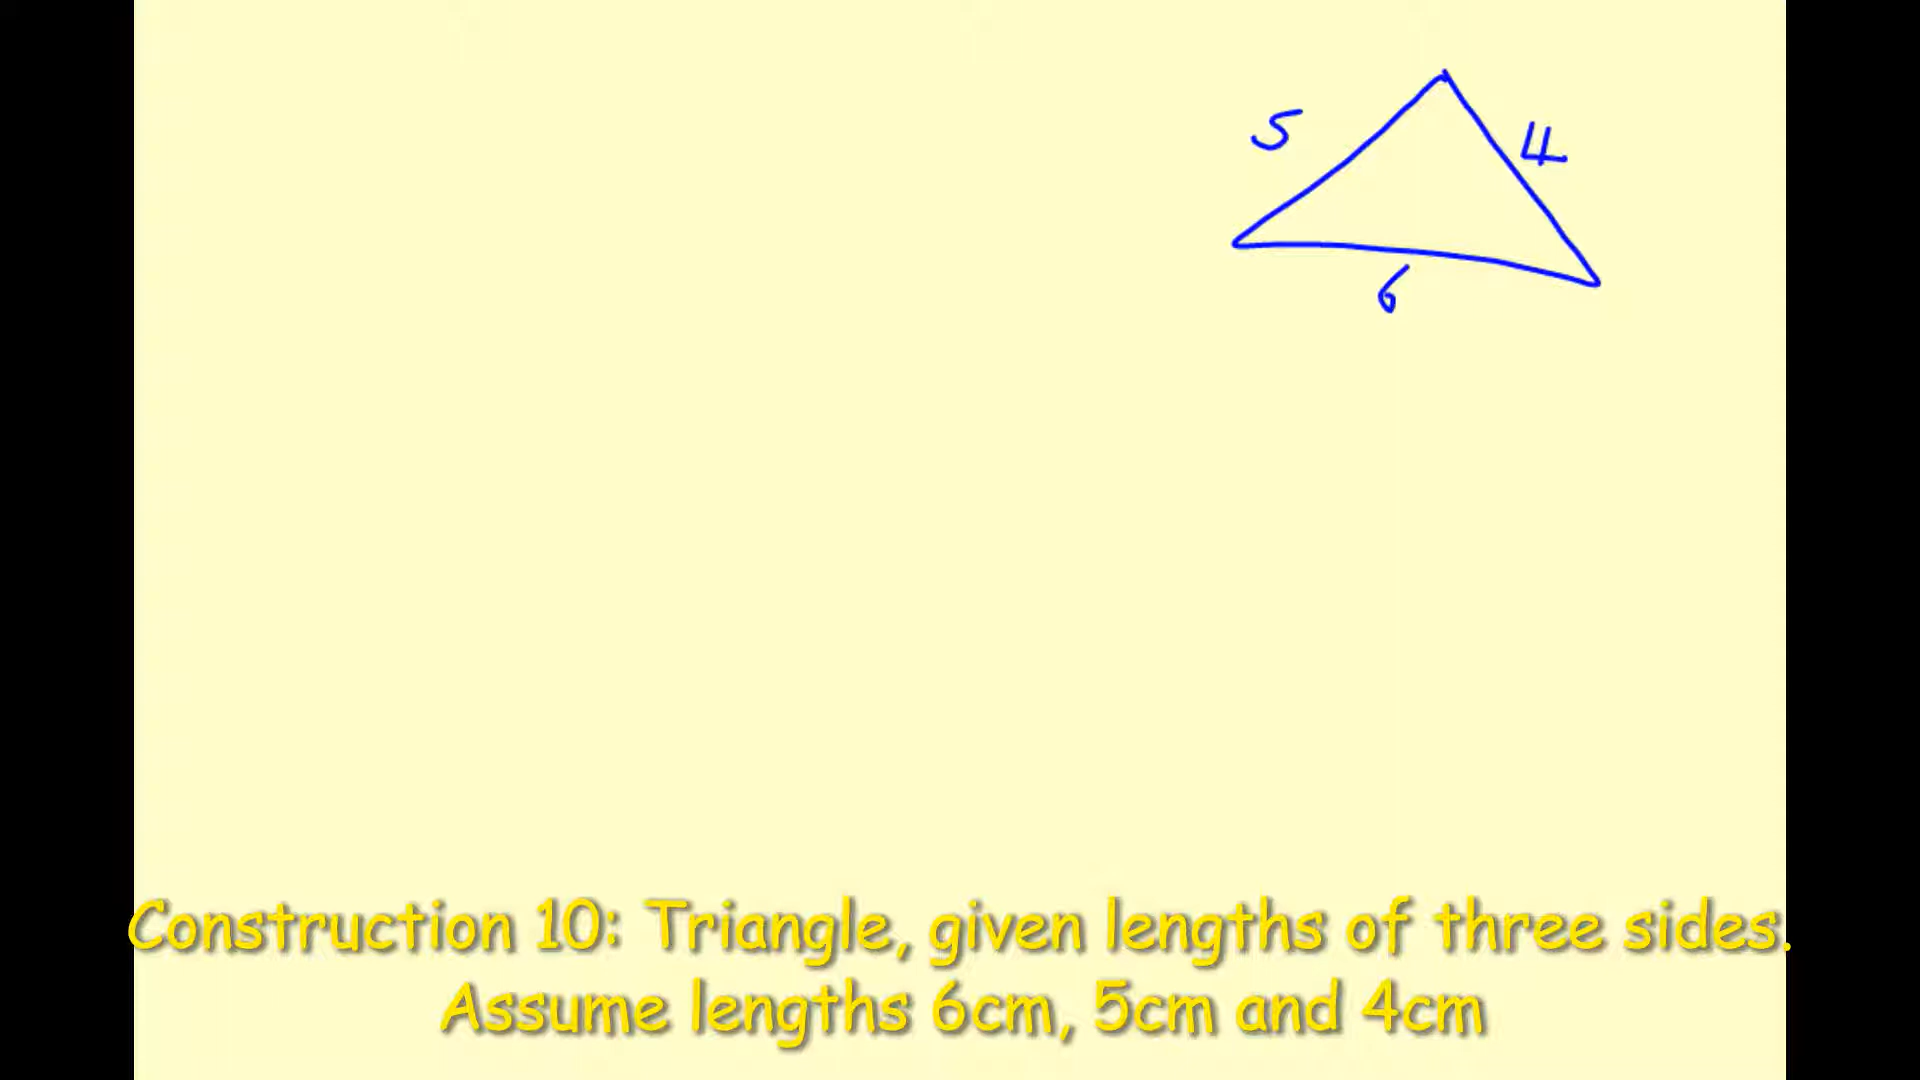 5
4
6
Construction 10: Triangle, given lengths of three sides.
Assume lengths 6cm, 5cm and 4cm